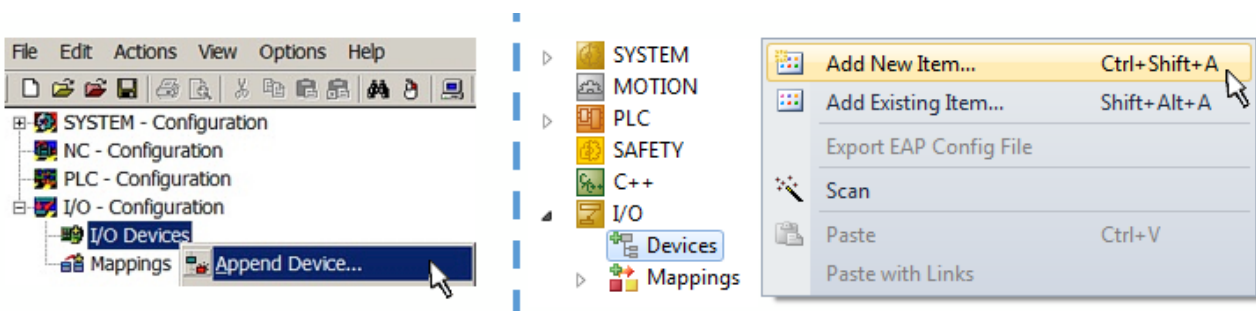 File Edit Actions View Options Help
SYSTEM - Configuration
NC - Configuration
PLC - Configuration
I/O - Configuration
I/O Devices
Mappings
Append Device...
SYSTEM
MOTION
PLC
SAFETY
C++
I/O
Devices
Mappings
Add New Item... Ctrl+Shift+A
Add Existing Item... Shift+Alt+A
Export EAP Config File
Scan
Paste Ctrl+V
Paste with Links